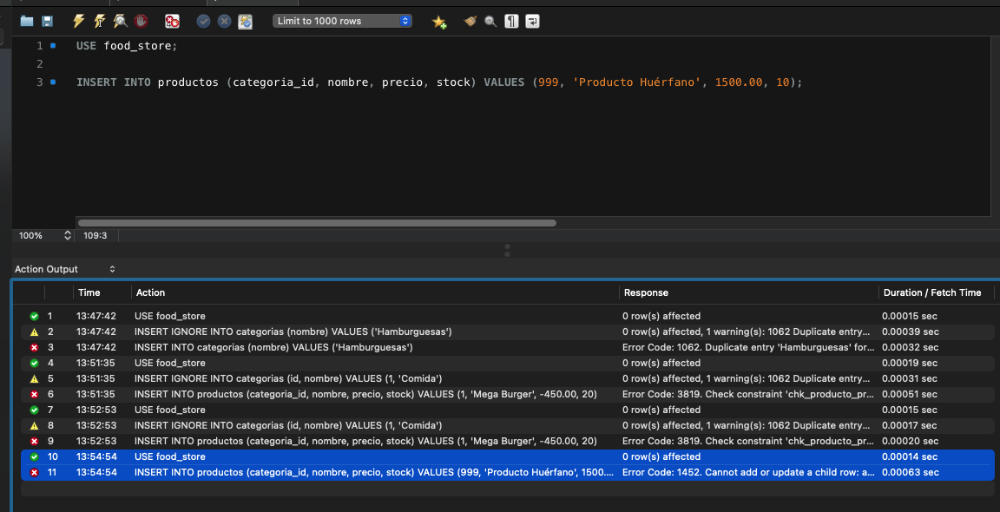 Limit to 1000 rows
1 USE food_store;
2
3 INSERT INTO productos (categoria_id, nombre, precio, stock) VALUES (999, 'Producto Huérfano', 1500.00, 10);
100% 109:3
Action Output
Time Action Response Duration / Fetch Time
1 13:47:42 USE food_store 0 row(s) affected 0.00015 sec
2 13:47:42 INSERT IGNORE INTO categorias (nombre) VALUES ('Hamburguesas') 0 row(s) affected, 1 warning(s): 1062 Duplicate entry... 0.00039 sec
3 13:47:42 INSERT INTO categorias (nombre) VALUES ('Hamburguesas') Error Code: 1062. Duplicate entry 'Hamburguesas' for... 0.00032 sec
4 13:51:35 USE food_store 0 row(s) affected 0.00019 sec
5 13:51:35 INSERT IGNORE INTO categorias (id, nombre) VALUES (1, 'Comida') 0 row(s) affected, 1 warning(s): 1062 Duplicate entry... 0.00031 sec
6 13:51:35 INSERT INTO productos (categoria_id, nombre, precio, stock) VALUES (1, 'Mega Burger', -450.00, 20) Error Code: 3819. Check constraint 'chk_producto_pr... 0.00051 sec
7 13:52:53 USE food_store 0 row(s) affected 0.00015 sec
8 13:52:53 INSERT IGNORE INTO categorias (id, nombre) VALUES (1, 'Comida') 0 row(s) affected, 1 warning(s): 1062 Duplicate entry... 0.00017 sec
9 13:52:53 INSERT INTO productos (categoria_id, nombre, precio, stock) VALUES (1, 'Mega Burger', -450.00, 20) Error Code: 3819. Check constraint 'chk_producto_pr... 0.00020 sec
10 13:54:54 USE food_store 0 row(s) affected 0.00014 sec
11 13:54:54 INSERT INTO productos (categoria_id, nombre, precio, stock) VALUES (999, 'Producto Huérfano', 1500.... Error Code: 1452. Cannot add or update a child row: a... 0.00063 sec